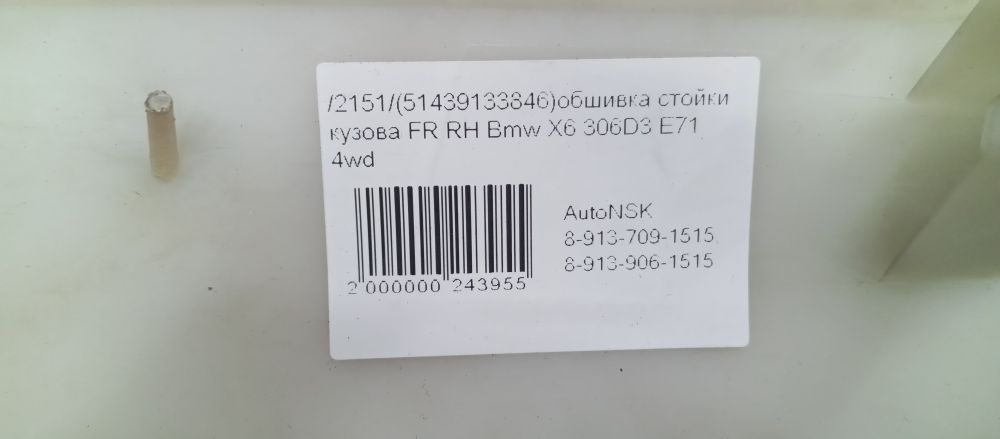 /2151/(51439133846)обшивка стойки
кузова FR RH Bmw X6 306D3 E71
4wd
AutoNSK
8-913-709-1515
8-913-906-1515
2 000000 243955